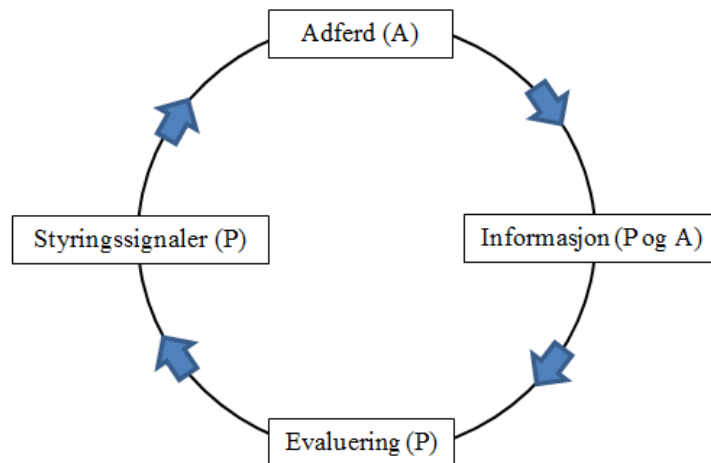 Adferd (A)
Styringssignaler (P)
Informasjon (P og A)
Evaluering (P)